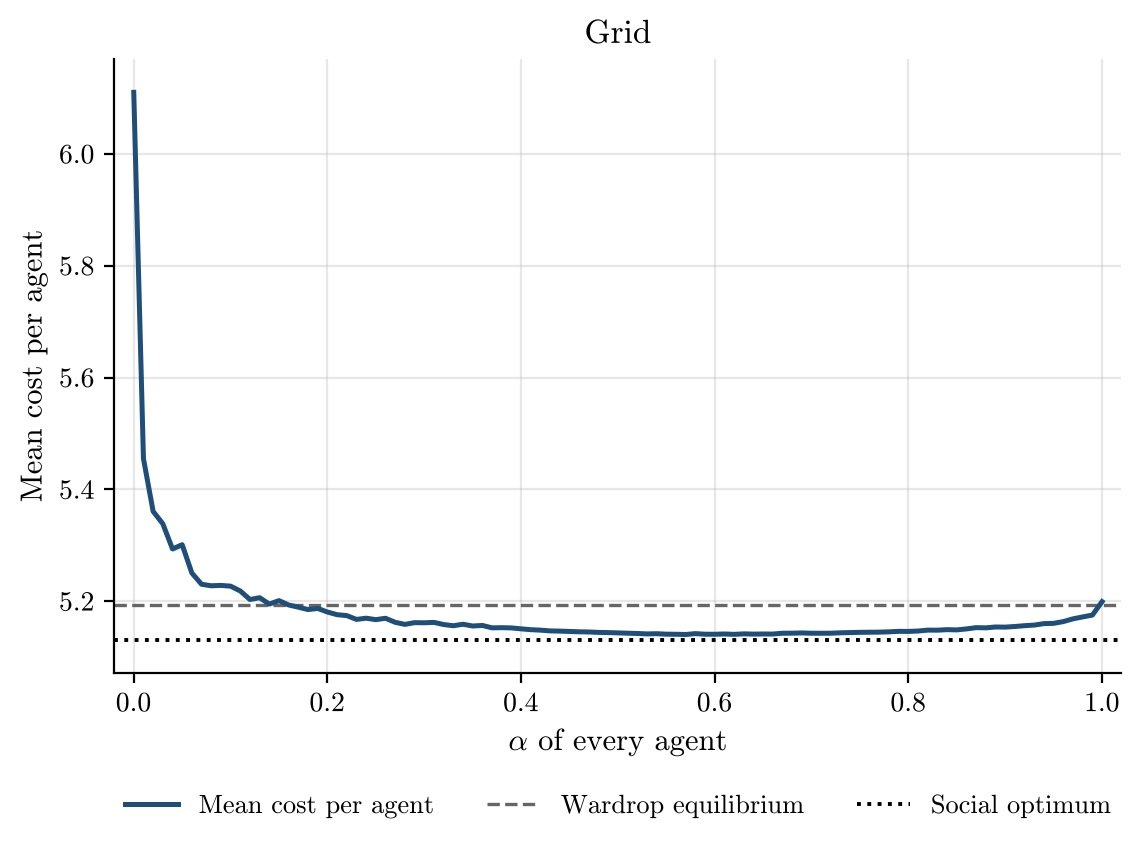 Grid
Mean cost per agent
6.0
5.8
5.6
5.4
5.2
0.0 0.2 0.4 0.6 0.8 1.0
α of every agent
Mean cost per agent Wardrop equilibrium Social optimum